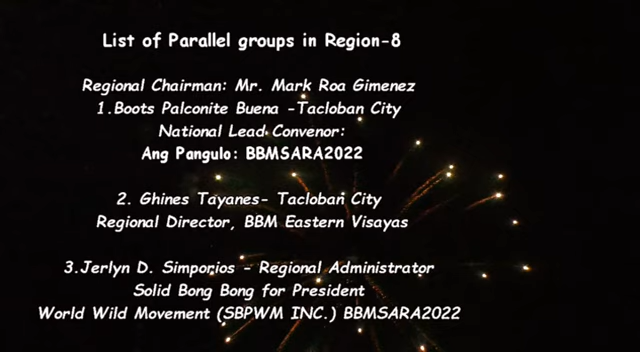 List of Parallel groups in Region-8
Regional Chairman: Mr. Mark Roa Gimenez
1.Boots Palconite Buena -Tacloban City
National Lead Convenor:
Ang Pangulo: BBMSARA2022
2. Ghines Tayanes- Tacloban City
Regional Director, BBM Eastern Visayas
3.Jerlyn D. Simporios - Regional Administrator
Solid Bong Bong for President
World Wild Movement (SBPWM INC.) BBMSARA2022